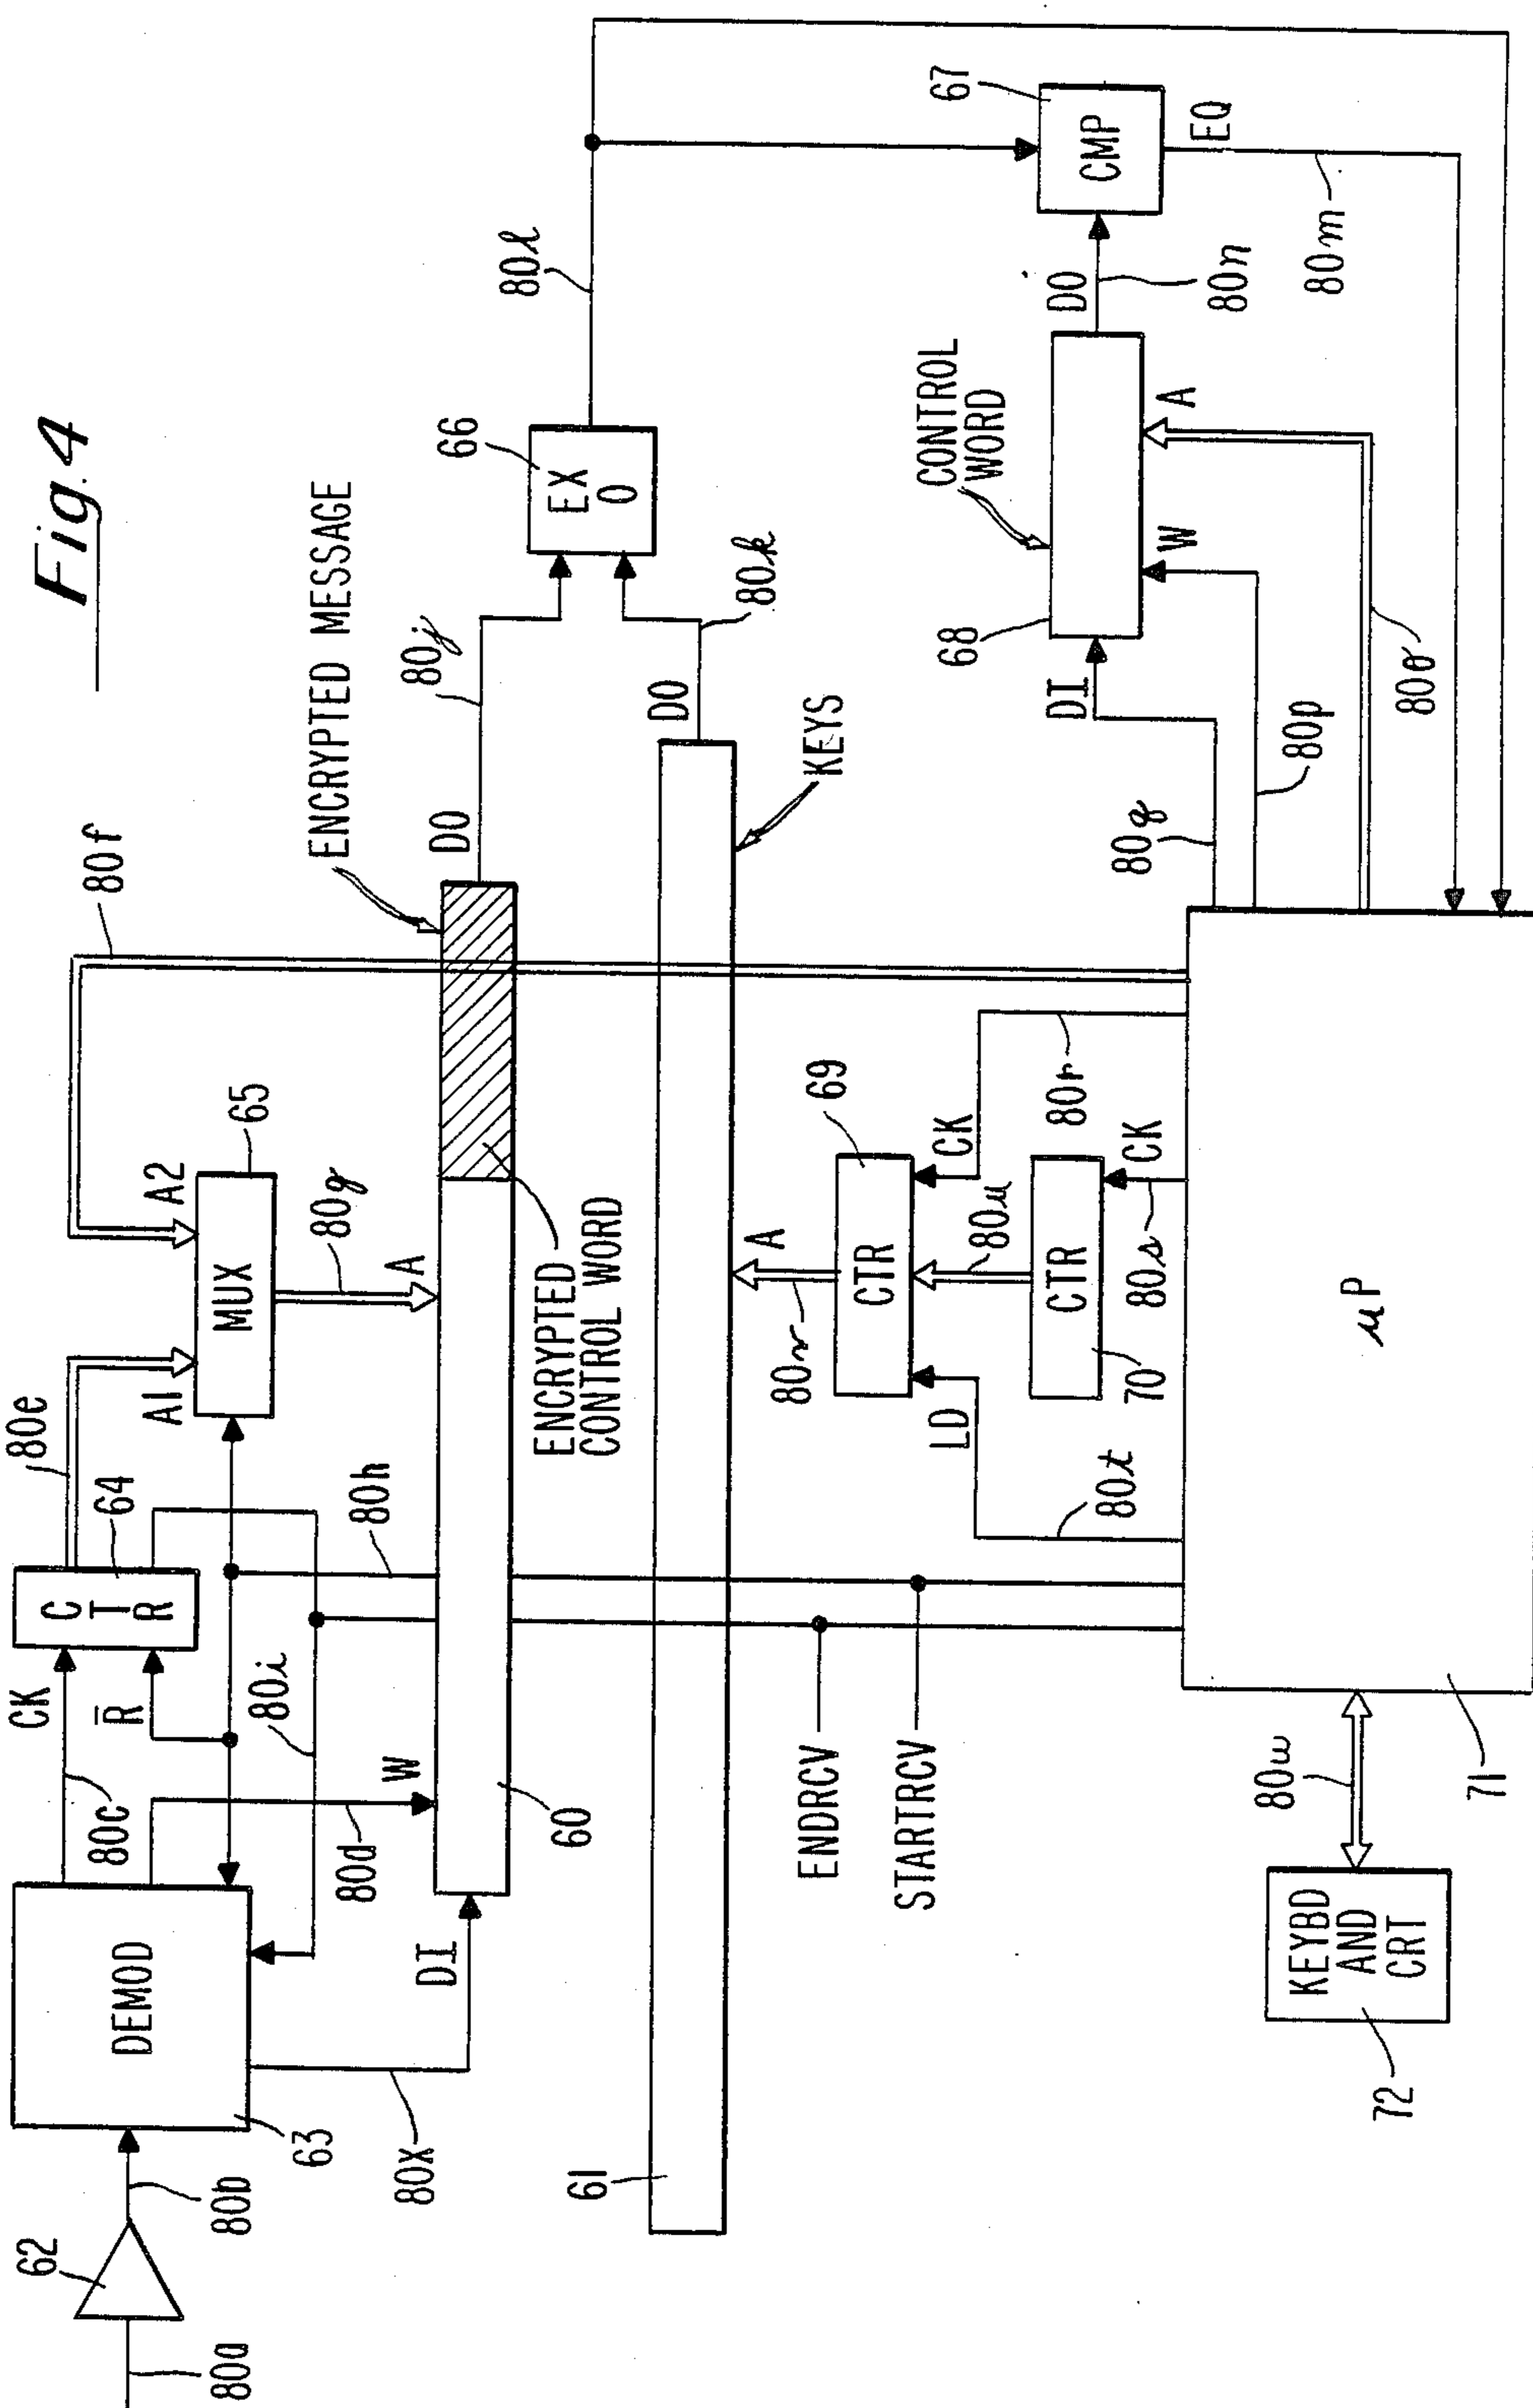 Fig. 4
80a
62
80b
63
DEMOD
80x
DI
80c
CK
R̄
80d
W
80i
C
T
R
64
80e
80h
A1
A2
MUX
65
80f
80g
A
60
ENCRYPTED MESSAGE
ENCRYPTED
CONTROL WORD
DO
80j
80k
DO
61
KEYS
EX
O
66
80l
67
CMP
EQ
80m
80n
DO
CONTROL
WORD
68
DI
W
A
80q
80p
80o
ENDRCV
STARTRCV
80v
A
CTR
69
CK
80r
80u
LD
80t
CTR
70
CK
80s
μP
71
80w
KEYBD
AND
CRT
72